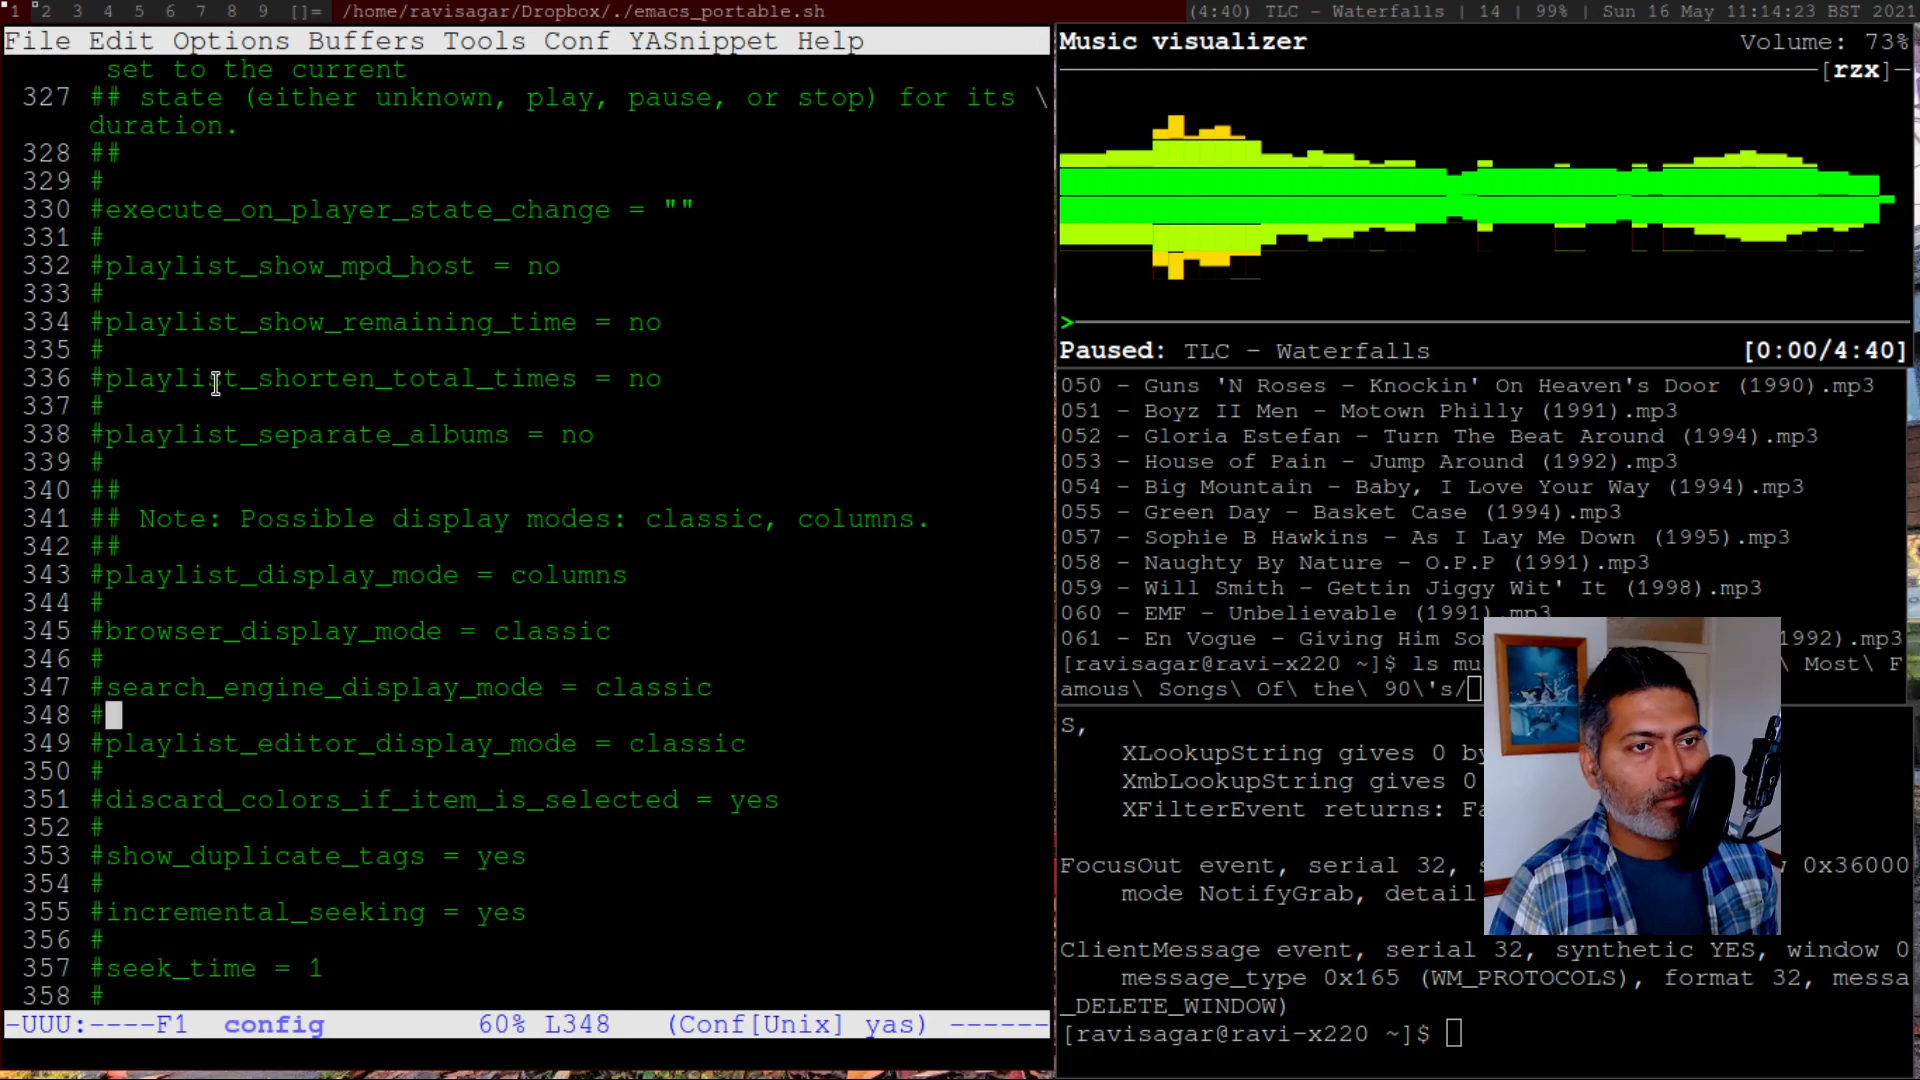 1 2 3 4 5 6 7 8 9 []= /home/ravisagar/Dropbox/./emacs_portable.sh
(4:40) TLC - Waterfalls | 14 | 99% | Sun 16 May 11:14:23 BST 2021
File Edit Options Buffers Tools Conf YASnippet Help
set to the current
327 ## state (either unknown, play, pause, or stop) for its \
duration.
328 ##
329 #
330 #execute_on_player_state_change = ""
331 #
332 #playlist_show_mpd_host = no
333 #
334 #playlist_show_remaining_time = no
335 #
336 #playlist_shorten_total_times = no
337 #
338 #playlist_separate_albums = no
339 #
340 ##
341 ## Note: Possible display modes: classic, columns.
342 ##
343 #playlist_display_mode = columns
344 #
345 #browser_display_mode = classic
346 #
347 #search_engine_display_mode = classic
348 #
349 #playlist_editor_display_mode = classic
350 #
351 #discard_colors_if_item_is_selected = yes
352 #
353 #show_duplicate_tags = yes
354 #
355 #incremental_seeking = yes
356 #
357 #seek_time = 1
358 #
-UUU:----F1 config 60% L348 (Conf[Unix] yas) ------
Music visualizer Volume: 73%
[rzx]
>
Paused: TLC - Waterfalls [0:00/4:40]
050 - Guns 'N Roses - Knockin' On Heaven's Door (1990).mp3
051 - Boyz II Men - Motown Philly (1991).mp3
052 - Gloria Estefan - Turn The Beat Around (1994).mp3
053 - House of Pain - Jump Around (1992).mp3
054 - Big Mountain - Baby, I Love Your Way (1994).mp3
055 - Green Day - Basket Case (1994).mp3
057 - Sophie B Hawkins - As I Lay Me Down (1995).mp3
058 - Naughty By Nature - O.P.P (1991).mp3
059 - Will Smith - Gettin Jiggy Wit' It (1998).mp3
060 - EMF - Unbelievable (1991).mp3
061 - En Vogue - Giving Him So 1992).mp3
[ravisagar@ravi-x220 ~]$ ls mu \ Most\ F
amous\ Songs\ Of\ the\ 90\'s/
S,
XLookupString gives 0 by
XmbLookupString gives 0
XFilterEvent returns: Fa
FocusOut event, serial 32, s 0x36000
mode NotifyGrab, detail
ClientMessage event, serial 32, synthetic YES, window 0
message_type 0x165 (WM_PROTOCOLS), format 32, messa
_DELETE_WINDOW)
[ravisagar@ravi-x220 ~]$